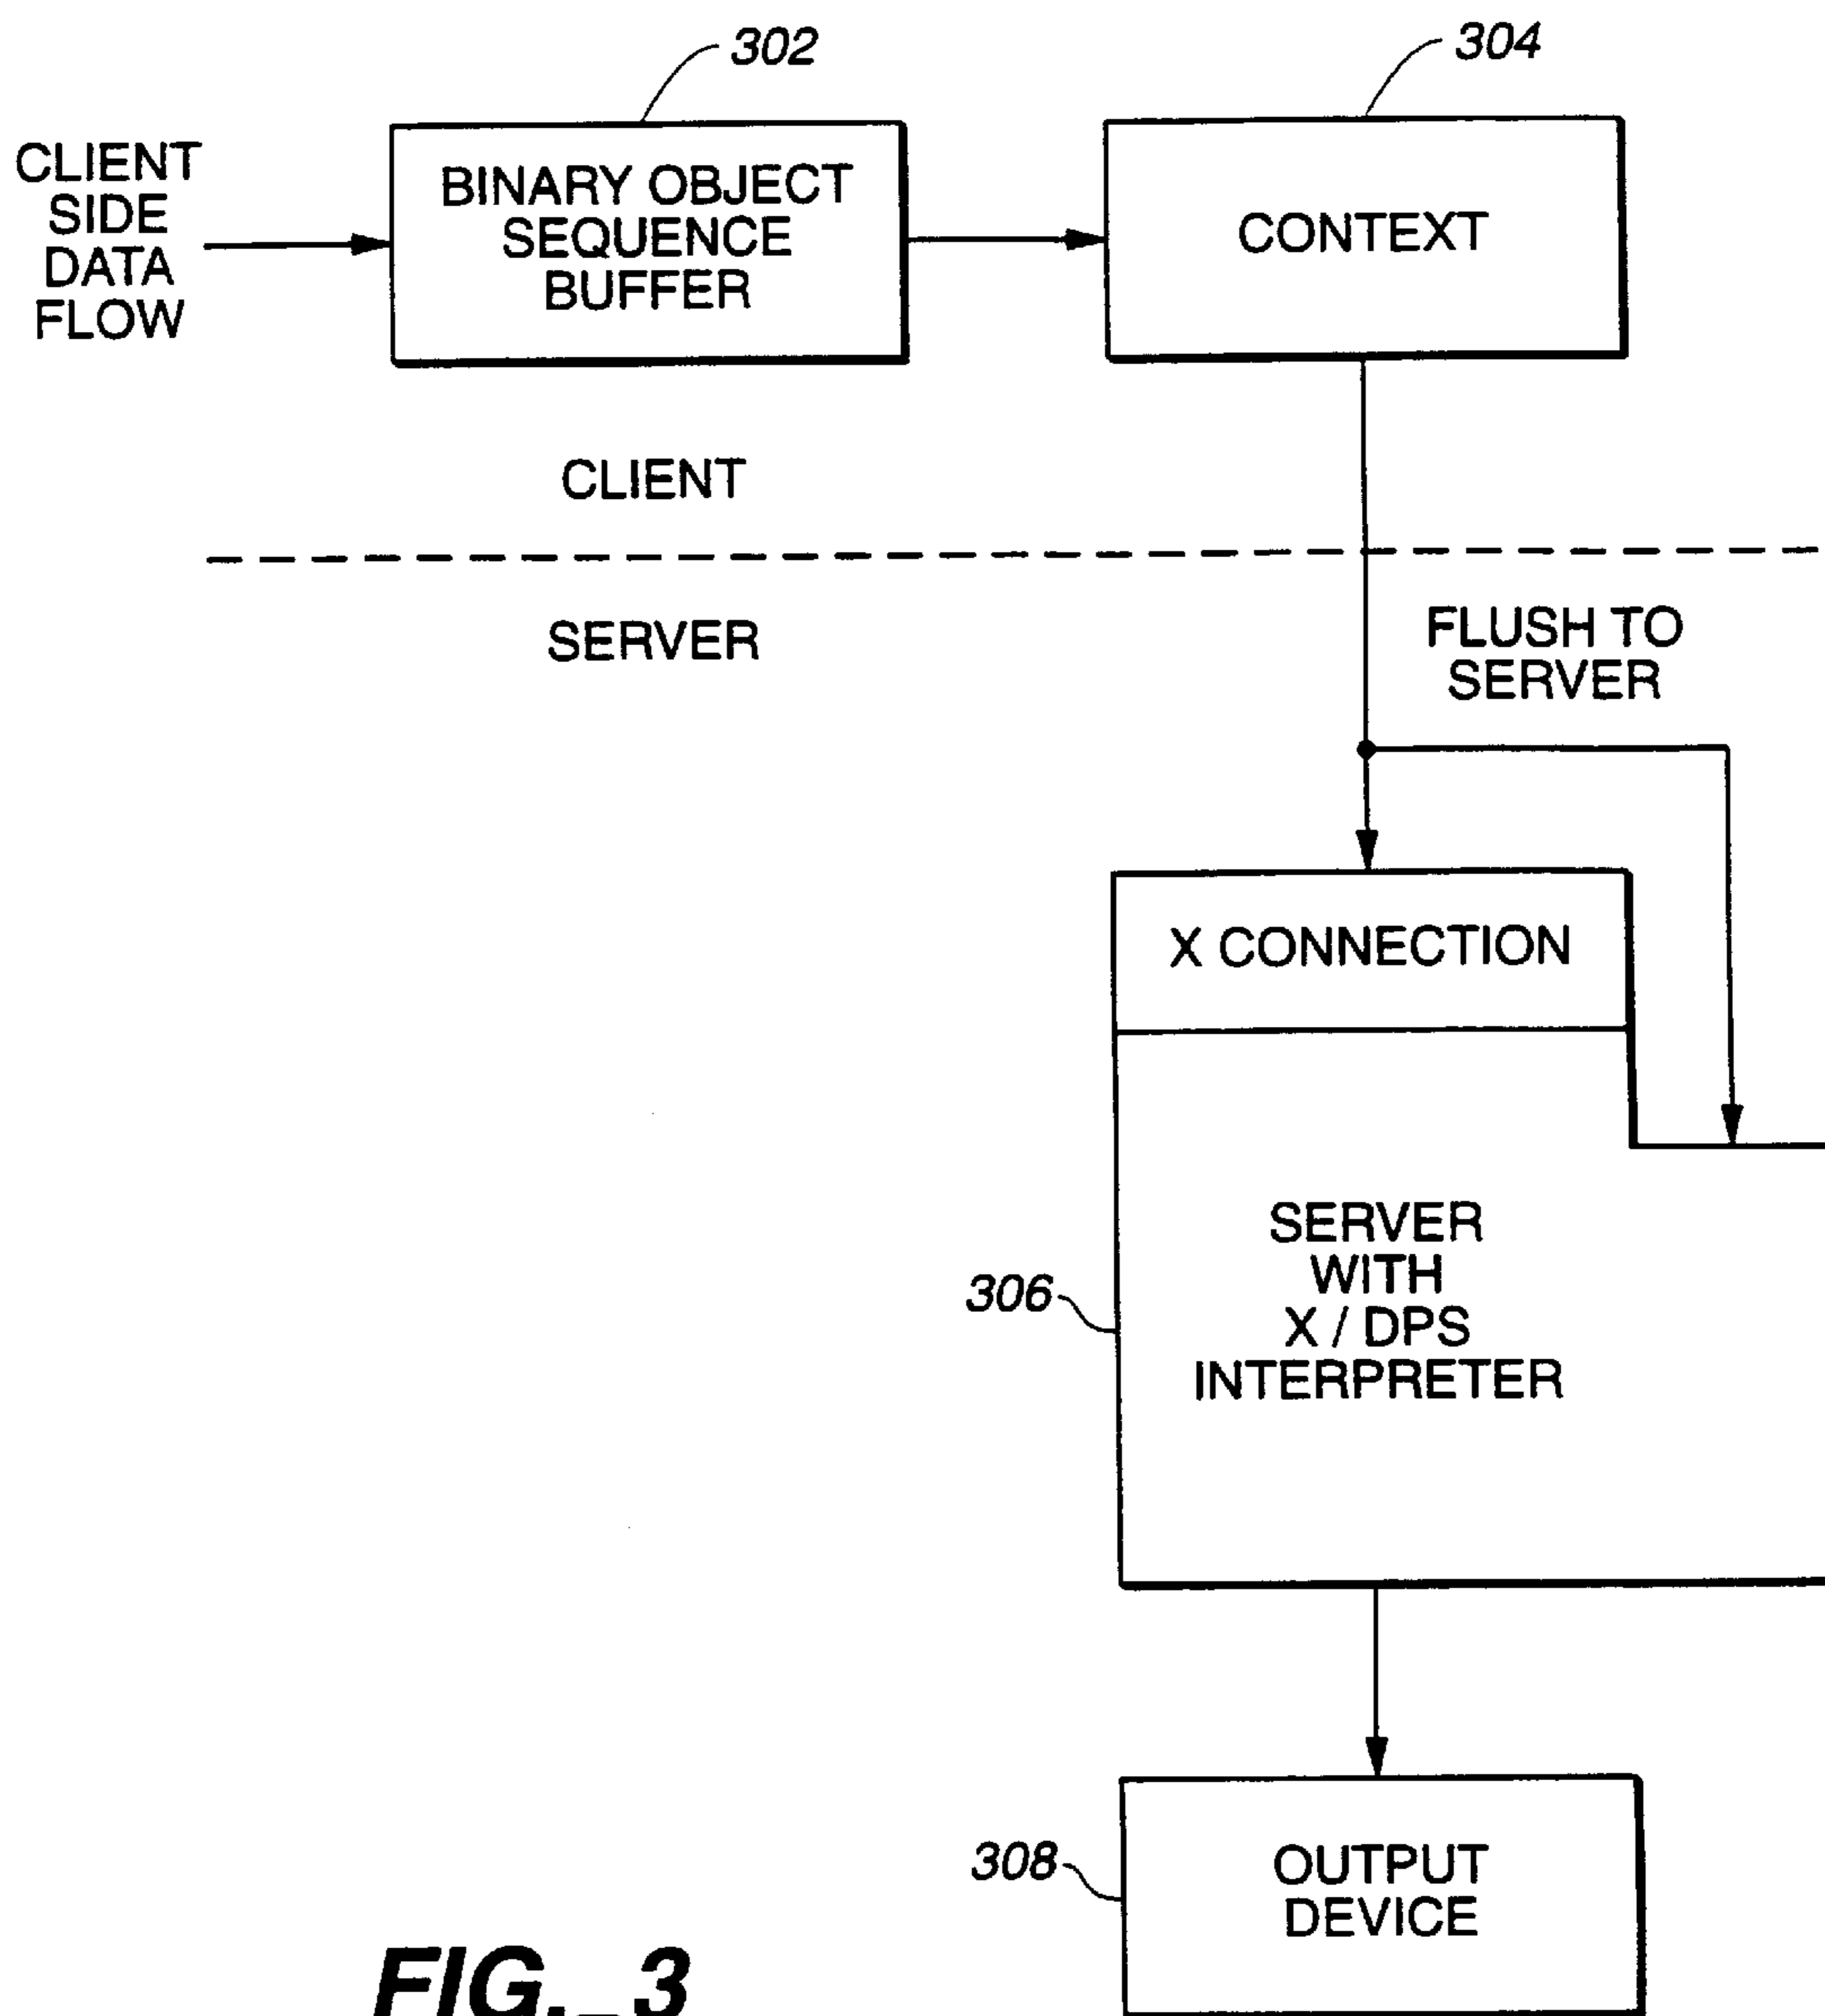 302
304
CLIENT
SIDE
DATA
FLOW
BINARY OBJECT
SEQUENCE
BUFFER
CONTEXT
CLIENT
SERVER
FLUSH TO
SERVER
X CONNECTION
306
SERVER
WITH
X / DPS
INTERPRETER
308
OUTPUT
DEVICE
FIG._3